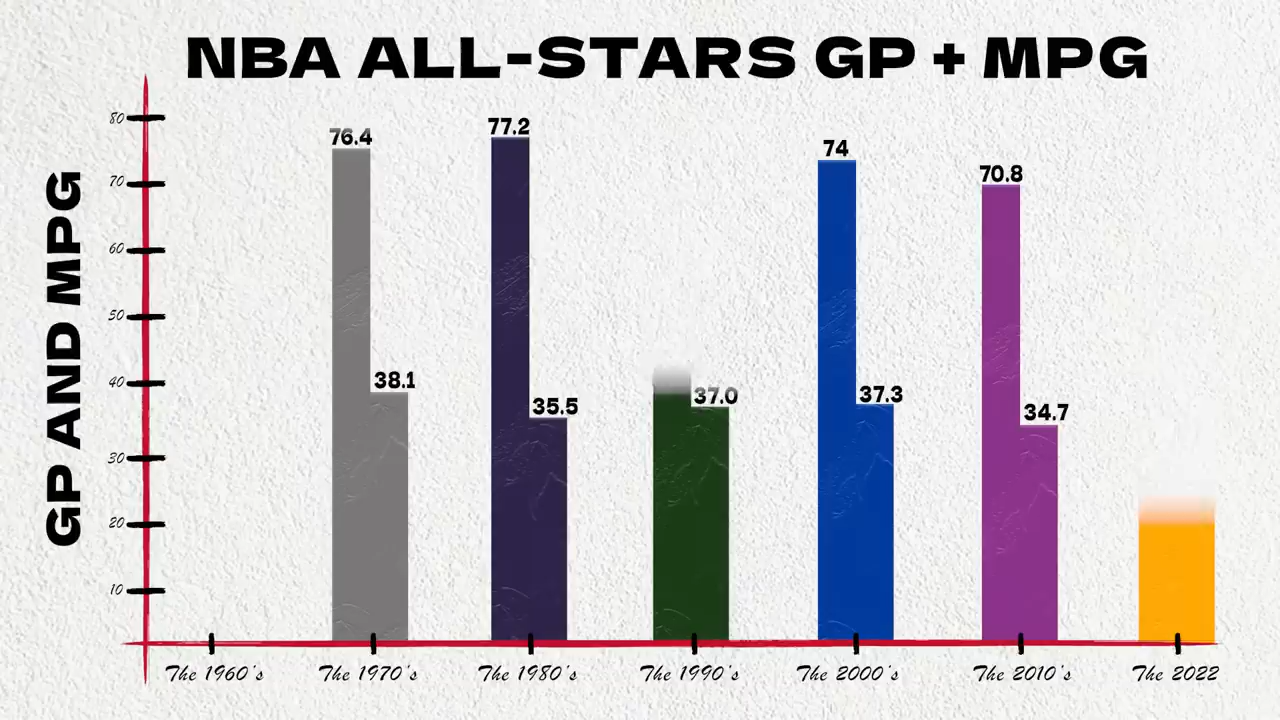 NBA ALL-STARS GP + MPG
GP AND MPG
80
70
60
50
40
30
20
10
76.4
38.1
77.2
35.5
37.0
74
37.3
70.8
34.7
The 1960's
The 1970's
The 1980's
The 1990's
The 2000's
The 2010's
The 2022